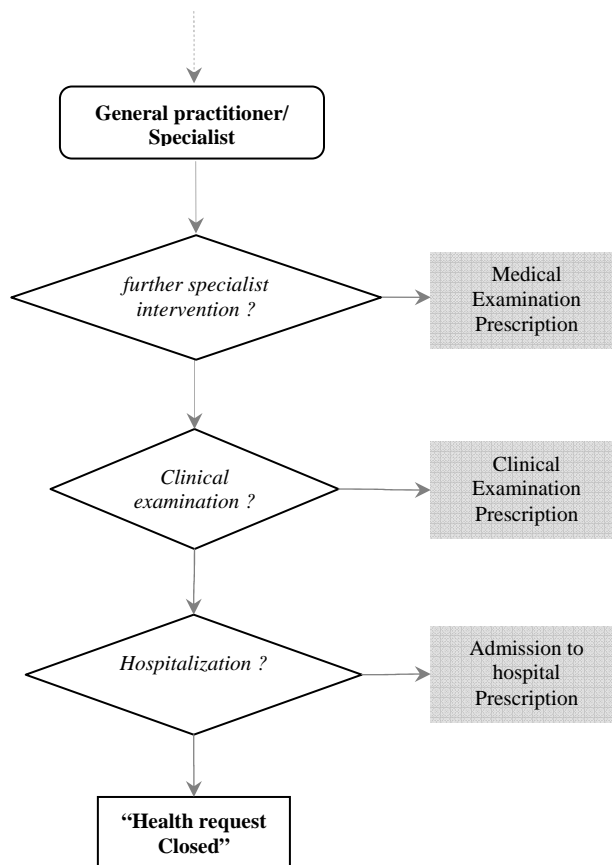 General practitioner/
Specialist
further specialist
intervention ?
Medical
Examination
Prescription
Clinical
examination ?
Clinical
Examination
Prescription
Hospitalization ?
Admission to
hospital
Prescription
“Health request
Closed”